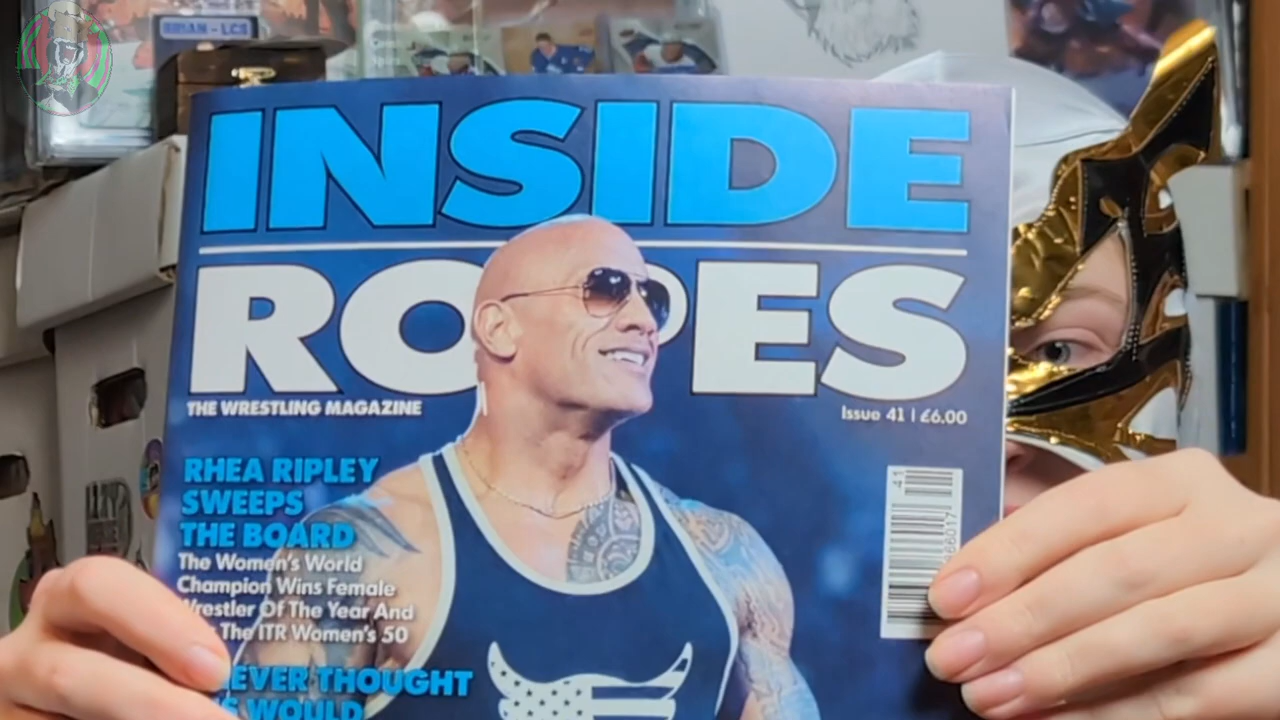 BRIAN - LCS
INSIDE
ROPES
THE WRESTLING MAGAZINE
Issue 41 | £6.00
RHEA RIPLEY
SWEEPS
THE BOARD
The Women's World
Champion Wins Female
Wrestler Of The Year And
The ITR Women's 50
EVER THOUGHT
WOULD
41